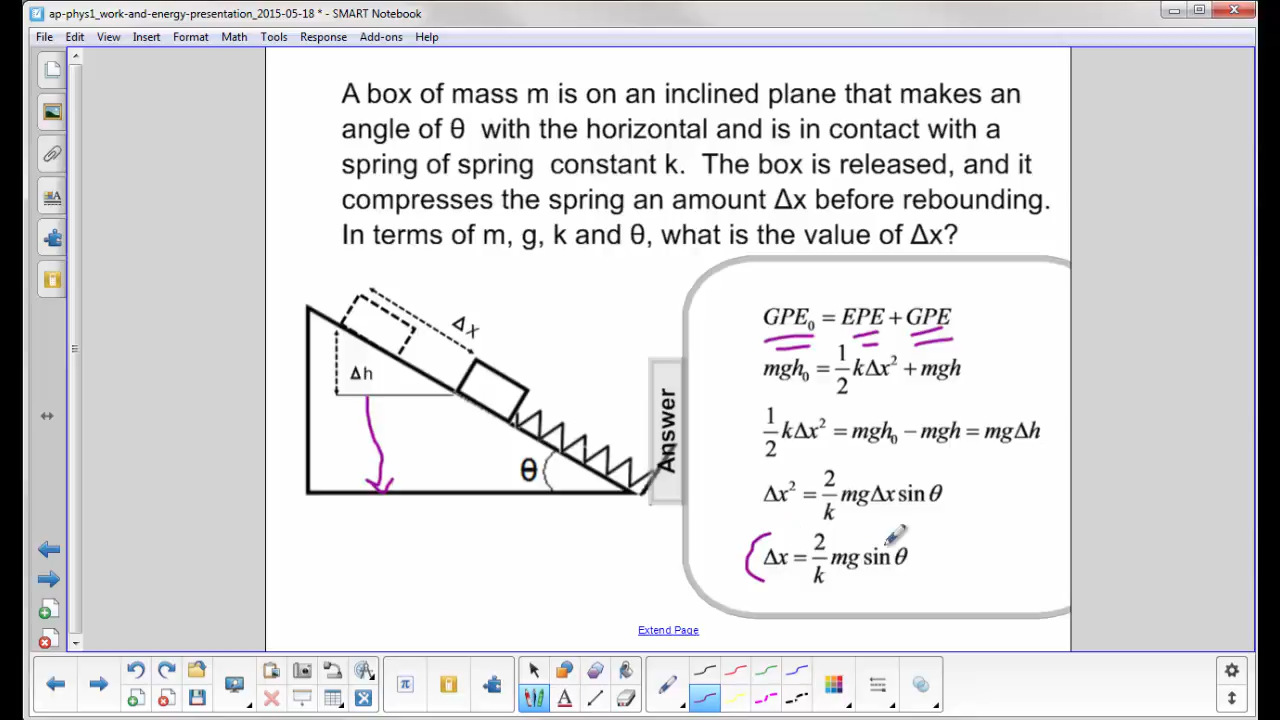 ap-phys1_work-and-energy-presentation_2015-05-18 * - SMART Notebook
File Edit View Insert Format Math Tools Response Add-ons Help
A box of mass m is on an inclined plane that makes an
angle of θ with the horizontal and is in contact with a
spring of spring constant k. The box is released, and it
compresses the spring an amount Δx before rebounding.
In terms of m, g, k and θ, what is the value of Δx?
Δx
Δh
θ
Answer
GPE₀ = EPE + GPE
mgh₀ = 1/2 kΔx² + mgh
1/2 kΔx² = mgh₀ − mgh = mgΔh
Δx² = 2/k mgΔx sin θ
Δx = 2/k mg sin θ
Extend Page